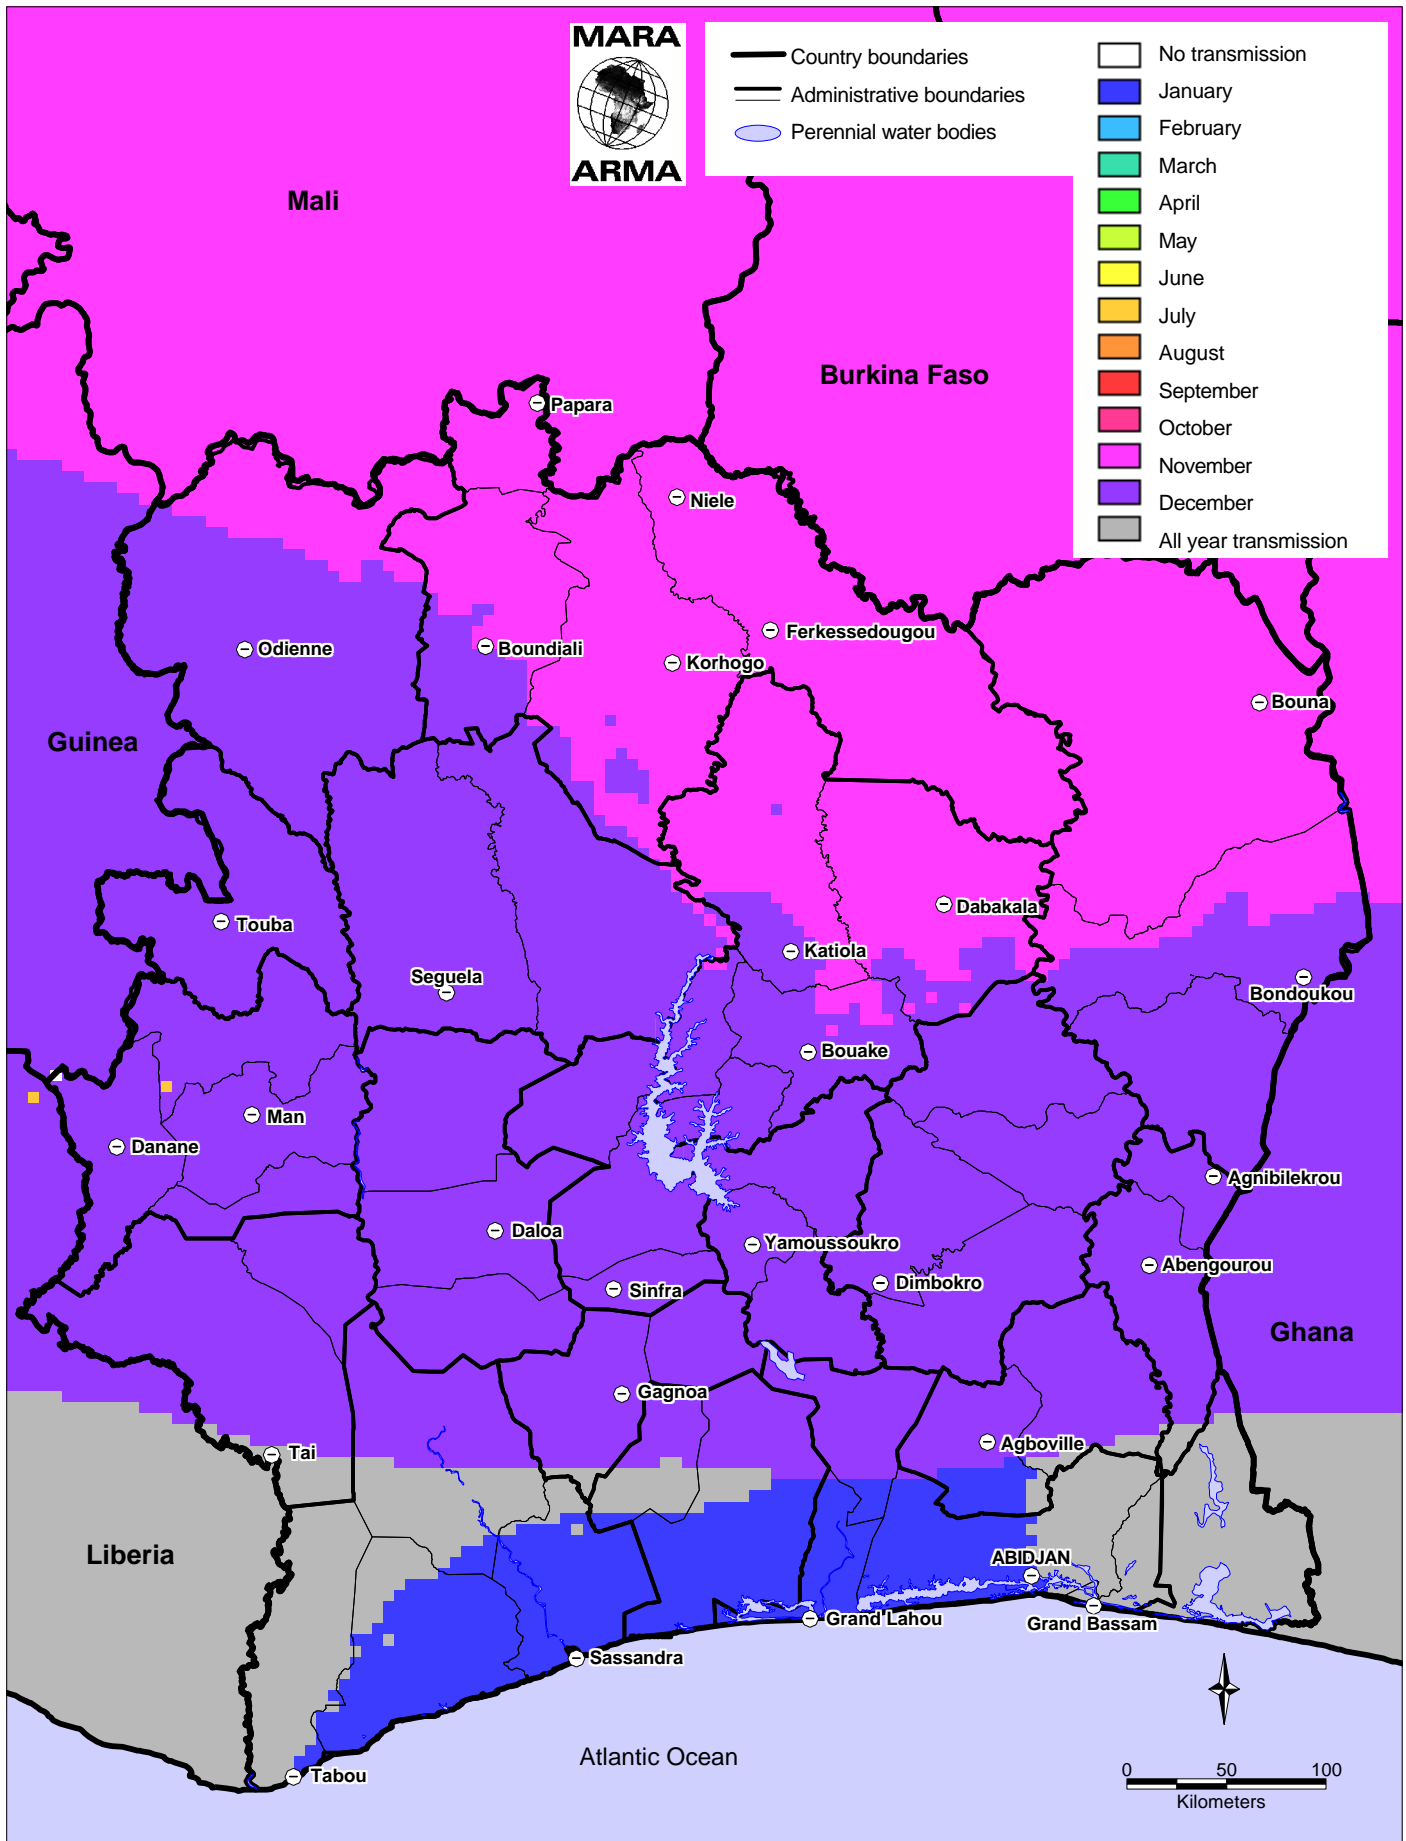 MARA
ARMA
Country boundaries
Administrative boundaries
Perennial water bodies
No transmission
January
February
March
April
May
June
July
August
September
October
November
December
All year transmission
Mali
Burkina Faso
Papara
Niele
Ferkessedougou
Odienne
Boundiali
Korhogo
Bouna
Guinea
Touba
Dabakala
Katiola
Seguela
Bondoukou
Bouake
Man
Danane
Agnibilekrou
Daloa
Yamoussoukro
Abengourou
Dimbokro
Sinfra
Ghana
Gagnoa
Agboville
Tai
Liberia
ABIDJAN
Grand Lahou
Grand Bassam
Sassandra
Atlantic Ocean
Tabou
0 50 100
Kilometers